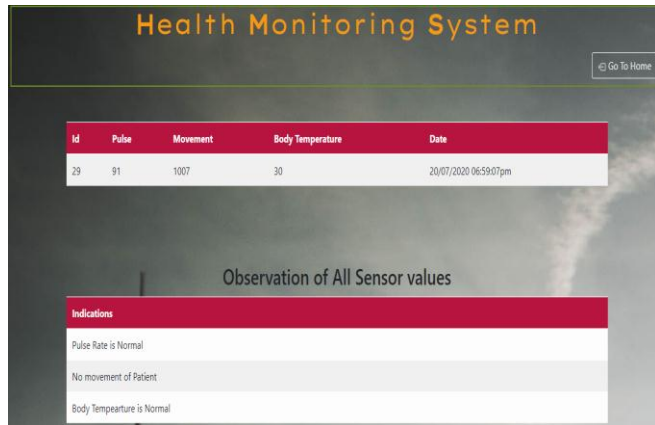 Health Monitoring System
Go To Home
Id Pulse Movement Body Temperature Date
29 91 1007 30 20/07/2020 06:59:07pm
Observation of All Sensor values
Indications
Pulse Rate is Normal
No movement of Patient
Body Tempearture is Normal